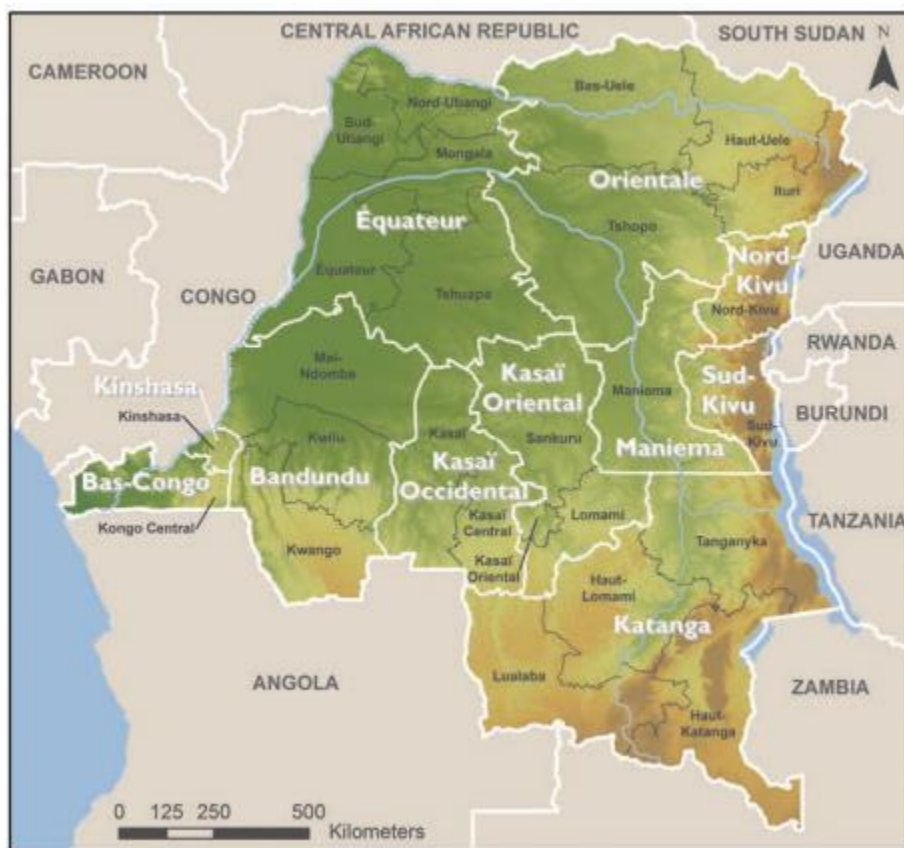 CENTRAL AFRICAN REPUBLIC
SOUTH SUDAN
N
CAMEROON
Bas-Uele
Nord-Ubangi
Sud-
Ubangi
Haut-Uele
Mongala
Orientale
Ituri
Équateur
Tshopo
UGANDA
Nord-
Kivu
GABON
CONGO
Équateur
Tshuapa
Nord-Kivu
RWANDA
Mai-
Ndombe
Kinshasa
Kasaï
Oriental
Maniema
Sud-
Kivu
Kinshasa
BURUNDI
Kwilu
Kasaï
Sankuru
Sud-
Kivu
Maniema
Bas-Congo
Bandundu
Kasaï
Occidental
Kongo Central
Kasaï
Central
Lomami
TANZANIA
Kwango
Kasaï
Oriental
Tanganyika
Haut-
Lomami
Katanga
ANGOLA
Lualaba
ZAMBIA
Haut-
Katanga
0 125 250 500
Kilometers